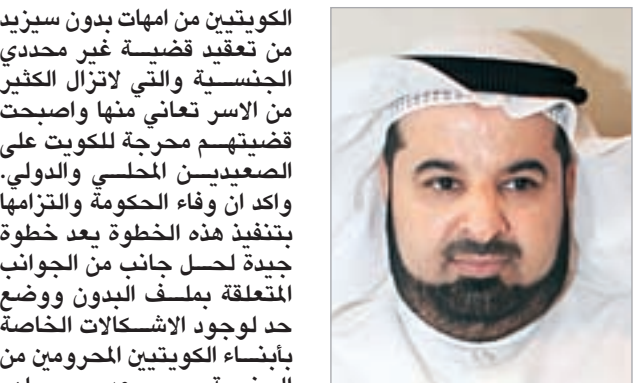 الكويتيين من امهات بدون سيزيد
من تعقيد قضية غير محددي
الجنسية والتي لاتزال الكثير
من الاسر تعاني منها واصبحت
قضيتهم محرجة للكويت على
الصعيدين المحلي والدولي.
واكد ان وفاء الحكومة والتزامها
بتنفيذ هذه الخطوة يعد خطوة
جيدة لحل جانب من الجوانب
المتعلقة بملف البدون ووضع
حد لوجود الاشكالات الخاصة
بأبناء الكويتيين المحرومين من